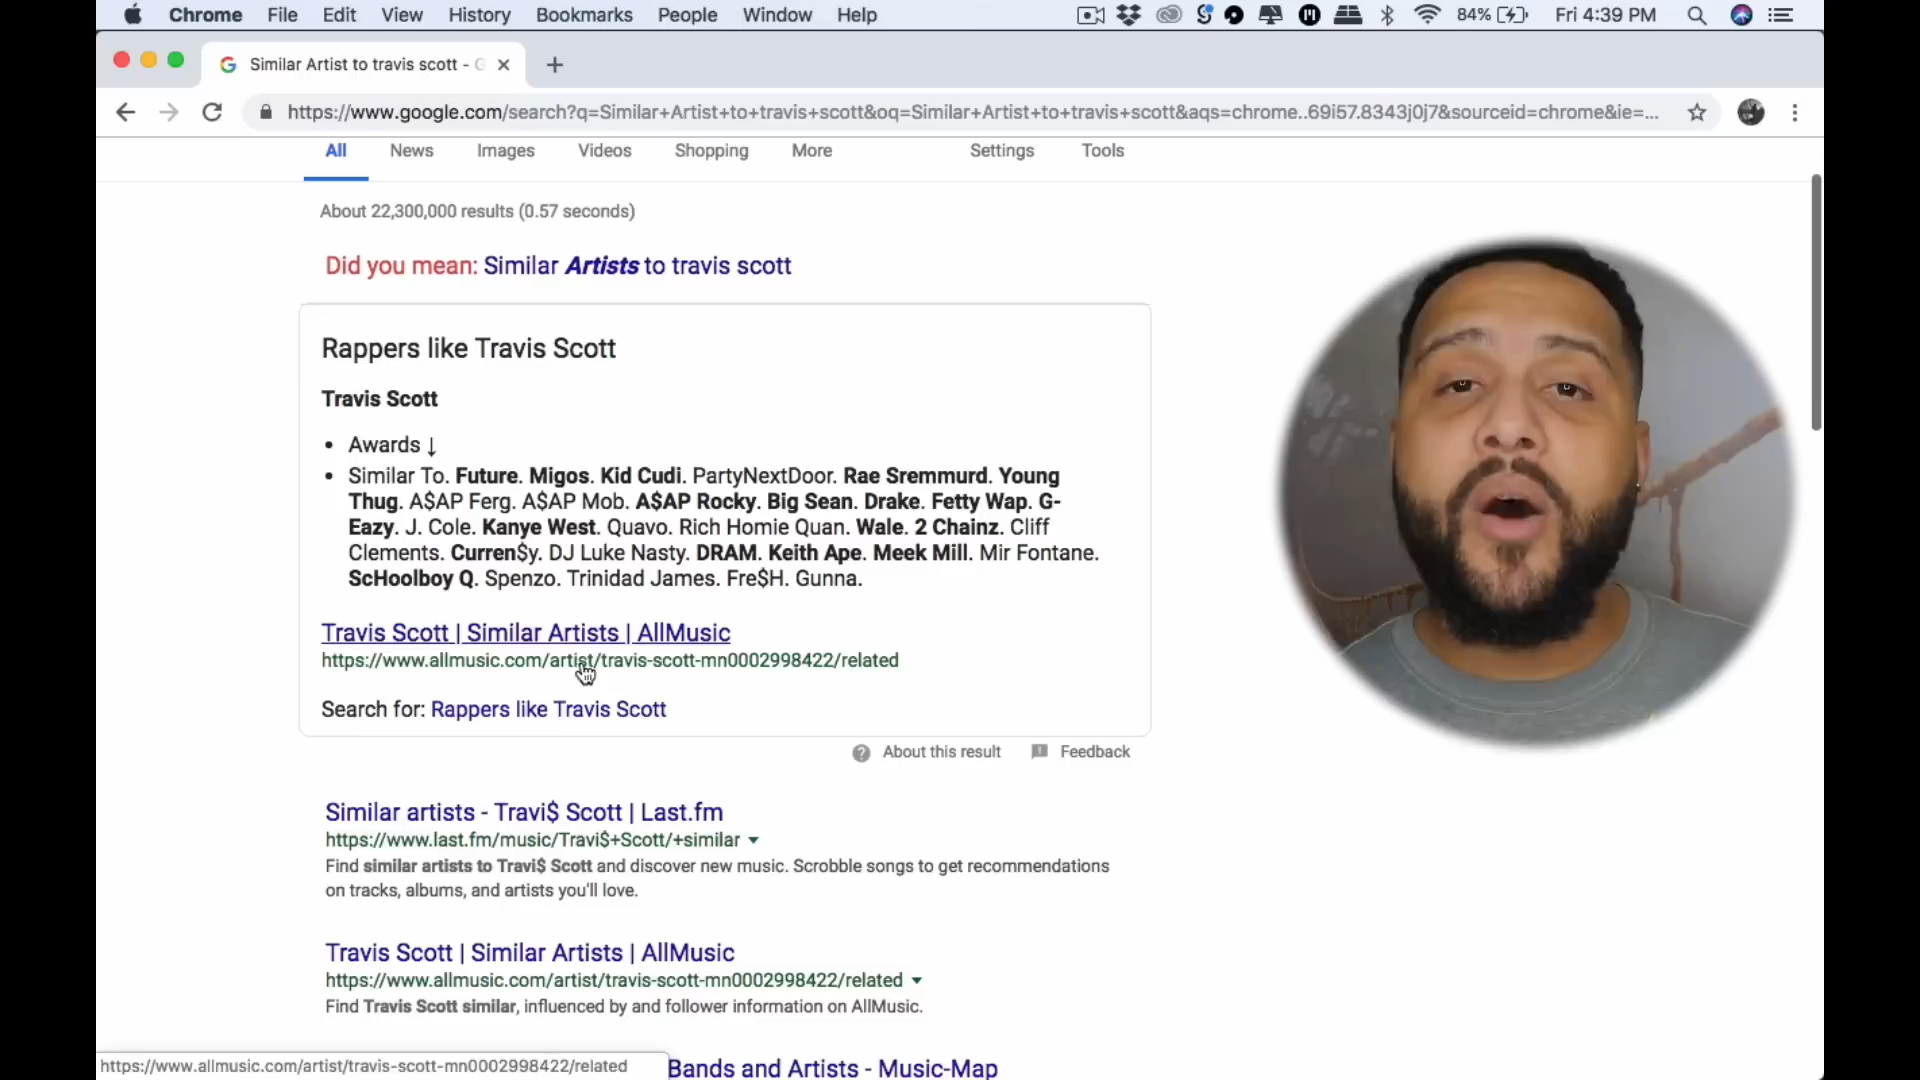 Chrome File Edit View History Bookmarks People Window Help 84% Fri 4:39 PM
Similar Artist to travis scott - G
https://www.google.com/search?q=Similar+Artist+to+travis+scott&oq=Similar+Artist+to+travis+scott&aqs=chrome..69i57.8343j0j7&sourceid=chrome&ie=...
All News Images Videos Shopping More Settings Tools
About 22,300,000 results (0.57 seconds)
Did you mean: Similar Artists to travis scott
Rappers like Travis Scott
Travis Scott
• Awards ↓
• Similar To. Future. Migos. Kid Cudi. PartyNextDoor. Rae Sremmurd. Young
Thug. A$AP Ferg. A$AP Mob. A$AP Rocky. Big Sean. Drake. Fetty Wap. G-
Eazy. J. Cole. Kanye West. Quavo. Rich Homie Quan. Wale. 2 Chainz. Cliff
Clements. Curren$y. DJ Luke Nasty. DRAM. Keith Ape. Meek Mill. Mir Fontane.
ScHoolboy Q. Spenzo. Trinidad James. Fre$H. Gunna.
Travis Scott | Similar Artists | AllMusic
https://www.allmusic.com/artist/travis-scott-mn0002998422/related
Search for: Rappers like Travis Scott
About this result Feedback
Similar artists - Travi$ Scott | Last.fm
https://www.last.fm/music/Travi$+Scott/+similar
Find similar artists to Travi$ Scott and discover new music. Scrobble songs to get recommendations
on tracks, albums, and artists you'll love.
Travis Scott | Similar Artists | AllMusic
https://www.allmusic.com/artist/travis-scott-mn0002998422/related
Find Travis Scott similar, influenced by and follower information on AllMusic.
https://www.allmusic.com/artist/travis-scott-mn0002998422/related
Bands and Artists - Music-Map